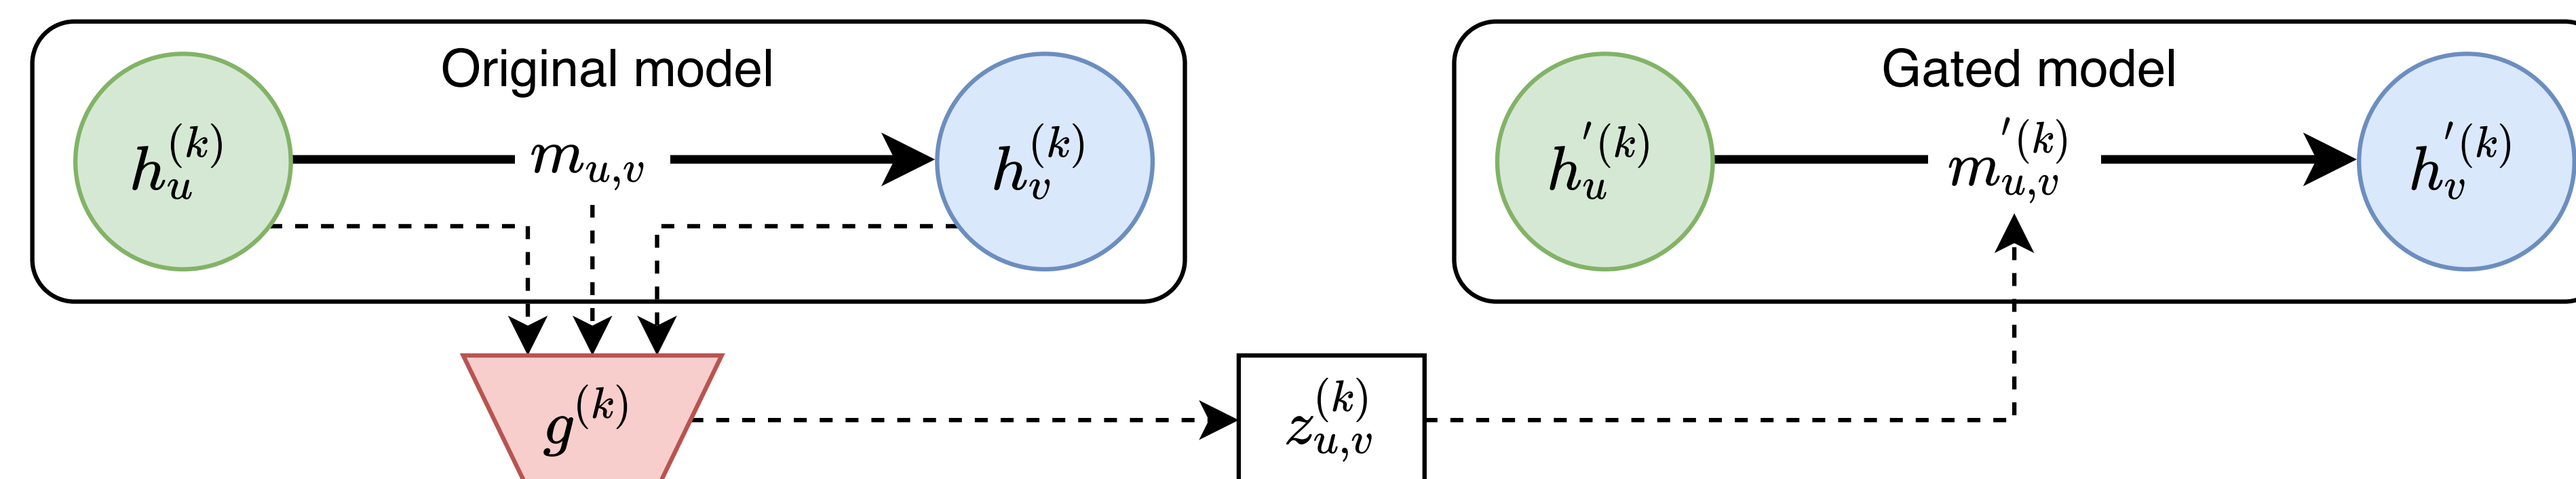 Original model
h_u^{(k)} m_{u,v} h_v^{(k)}
Gated model
h_u^{'(k)} m_{u,v}^{'(k)} h_v^{'(k)}
g^{(k)}
z_{u,v}^{(k)}